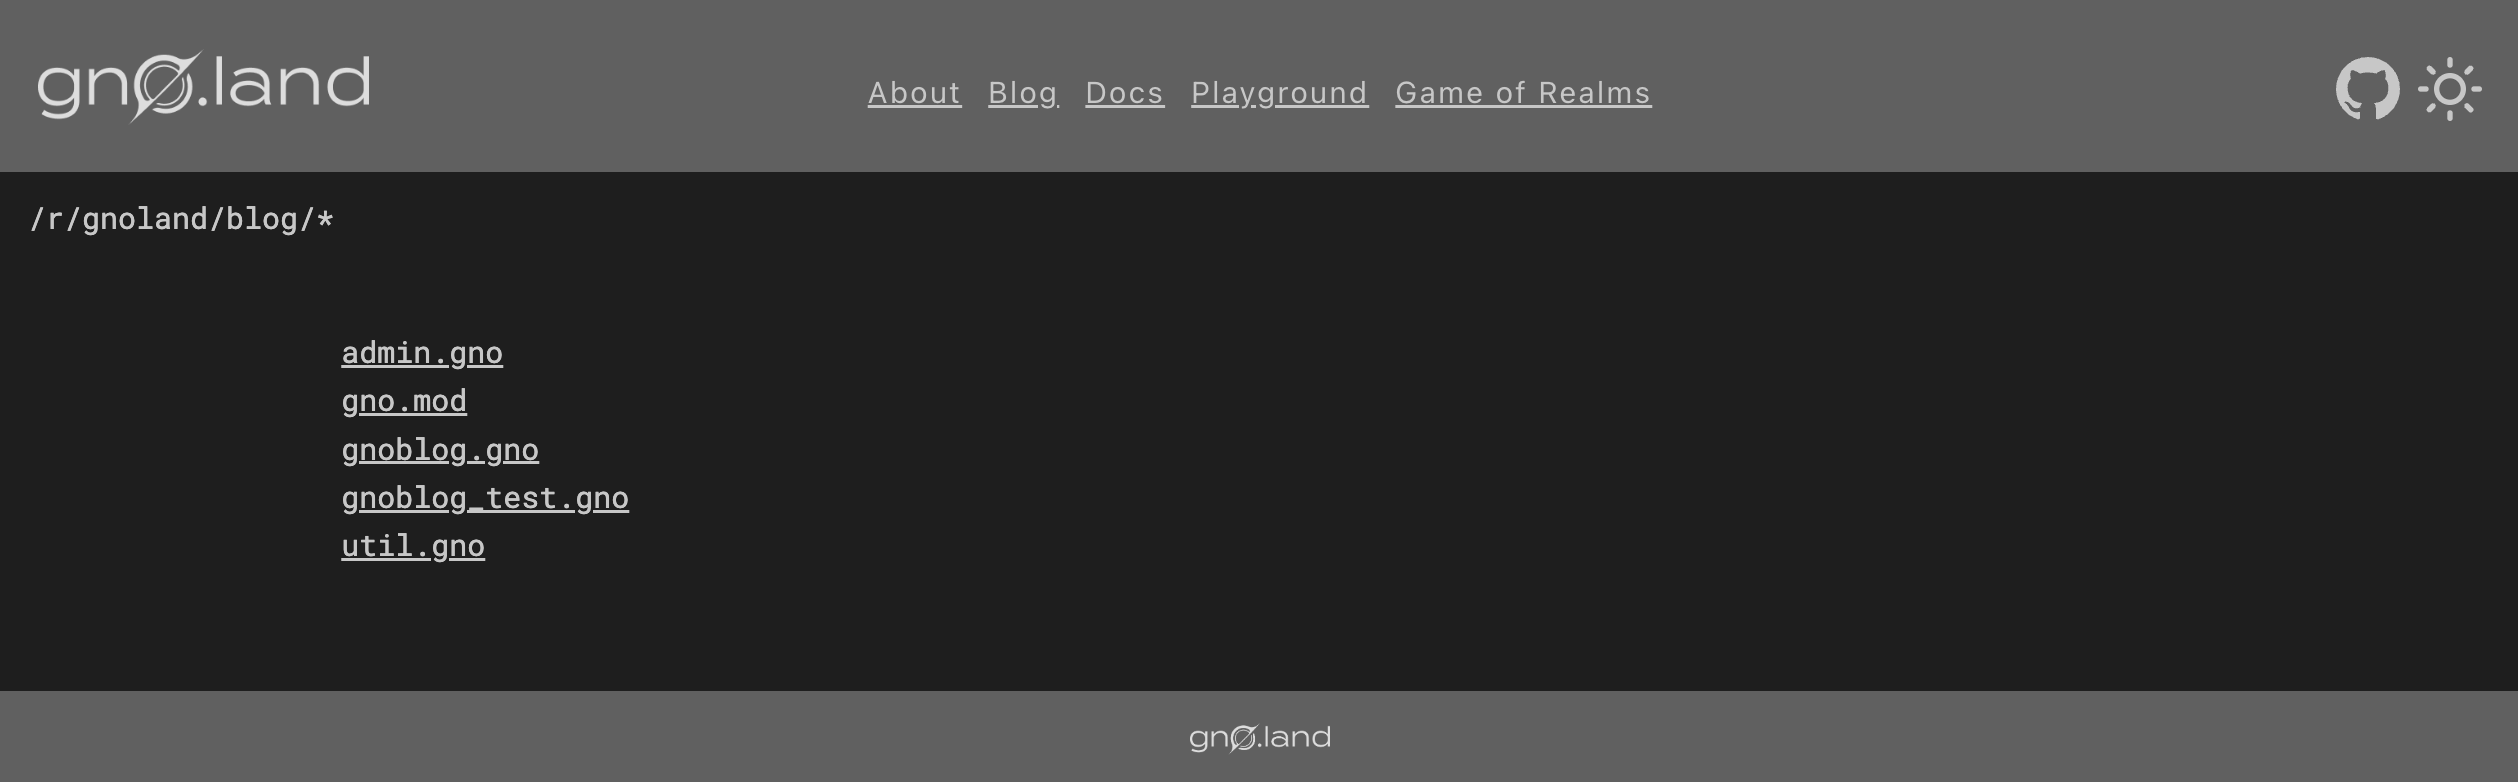 gno.land
About Blog Docs Playground Game of Realms
/r/gnoland/blog/*
admin.gno
gno.mod
gnoblog.gno
gnoblog_test.gno
util.gno
gno.land